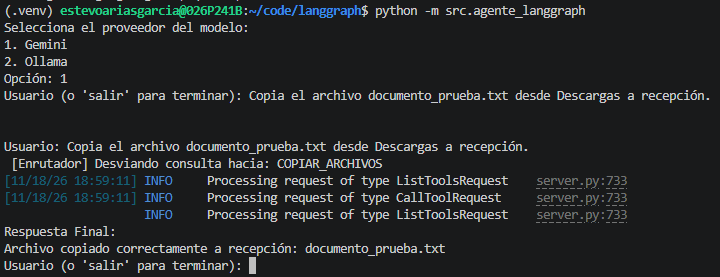 (.venv) estevoariasgarcia@026P241B:~/code/langgraph$ python -m src.agente_langgraph
Selecciona el proveedor del modelo:
1. Gemini
2. Ollama
Opción: 1
Usuario (o 'salir' para terminar): Copia el archivo documento_prueba.txt desde Descargas a recepción.
Usuario: Copia el archivo documento_prueba.txt desde Descargas a recepción.
[Enrutador] Desviando consulta hacia: COPIAR_ARCHIVOS
[11/18/26 18:59:11] INFO Processing request of type ListToolsRequest server.py:733
[11/18/26 18:59:11] INFO Processing request of type CallToolRequest server.py:733
INFO Processing request of type ListToolsRequest server.py:733
Respuesta Final:
Archivo copiado correctamente a recepción: documento_prueba.txt
Usuario (o 'salir' para terminar):